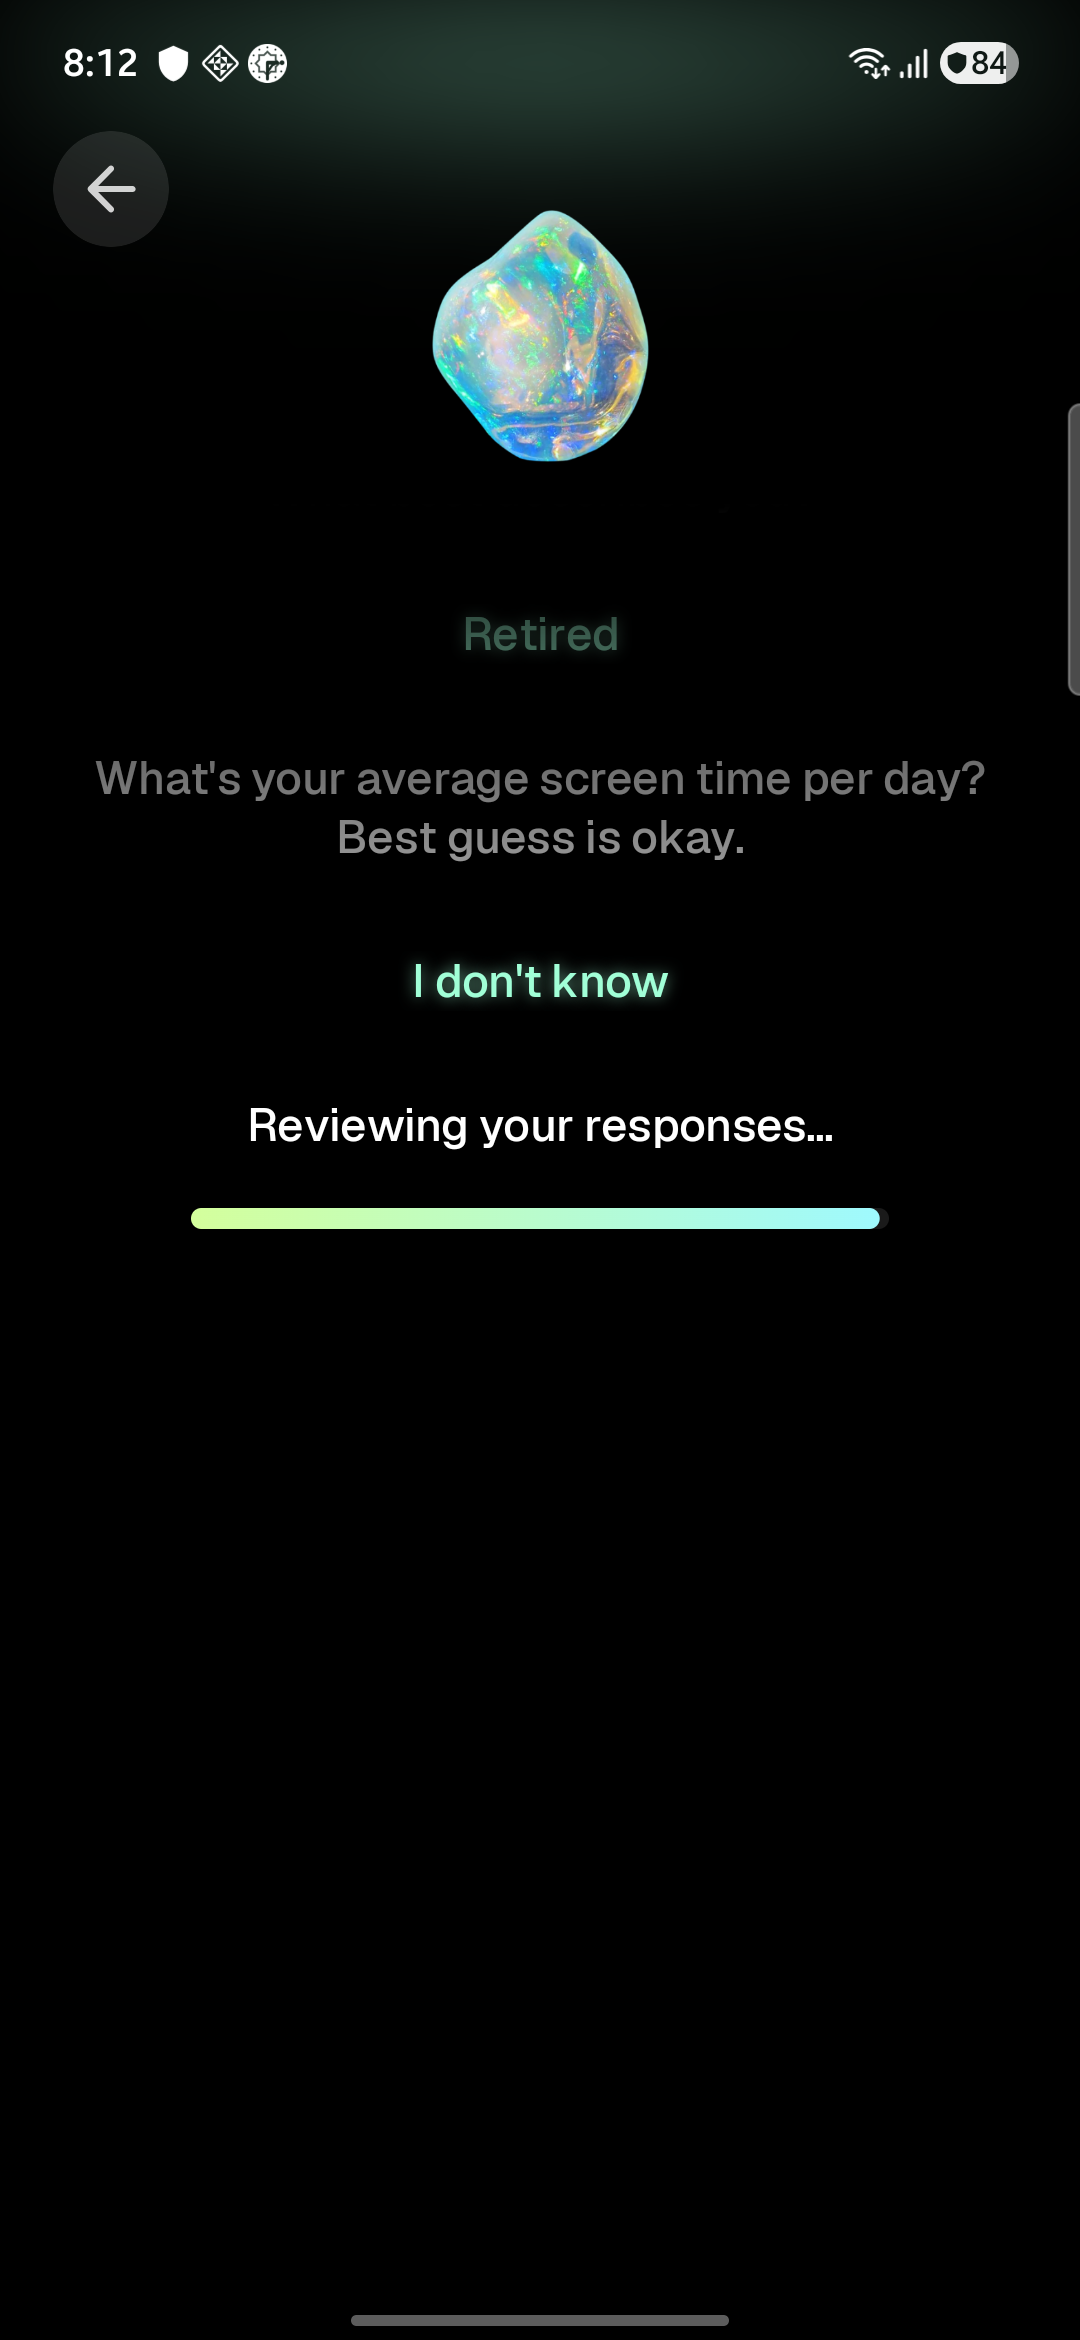 8:12
84
Retired
What's your average screen time per day?
Best guess is okay.
I don't know
Reviewing your responses...